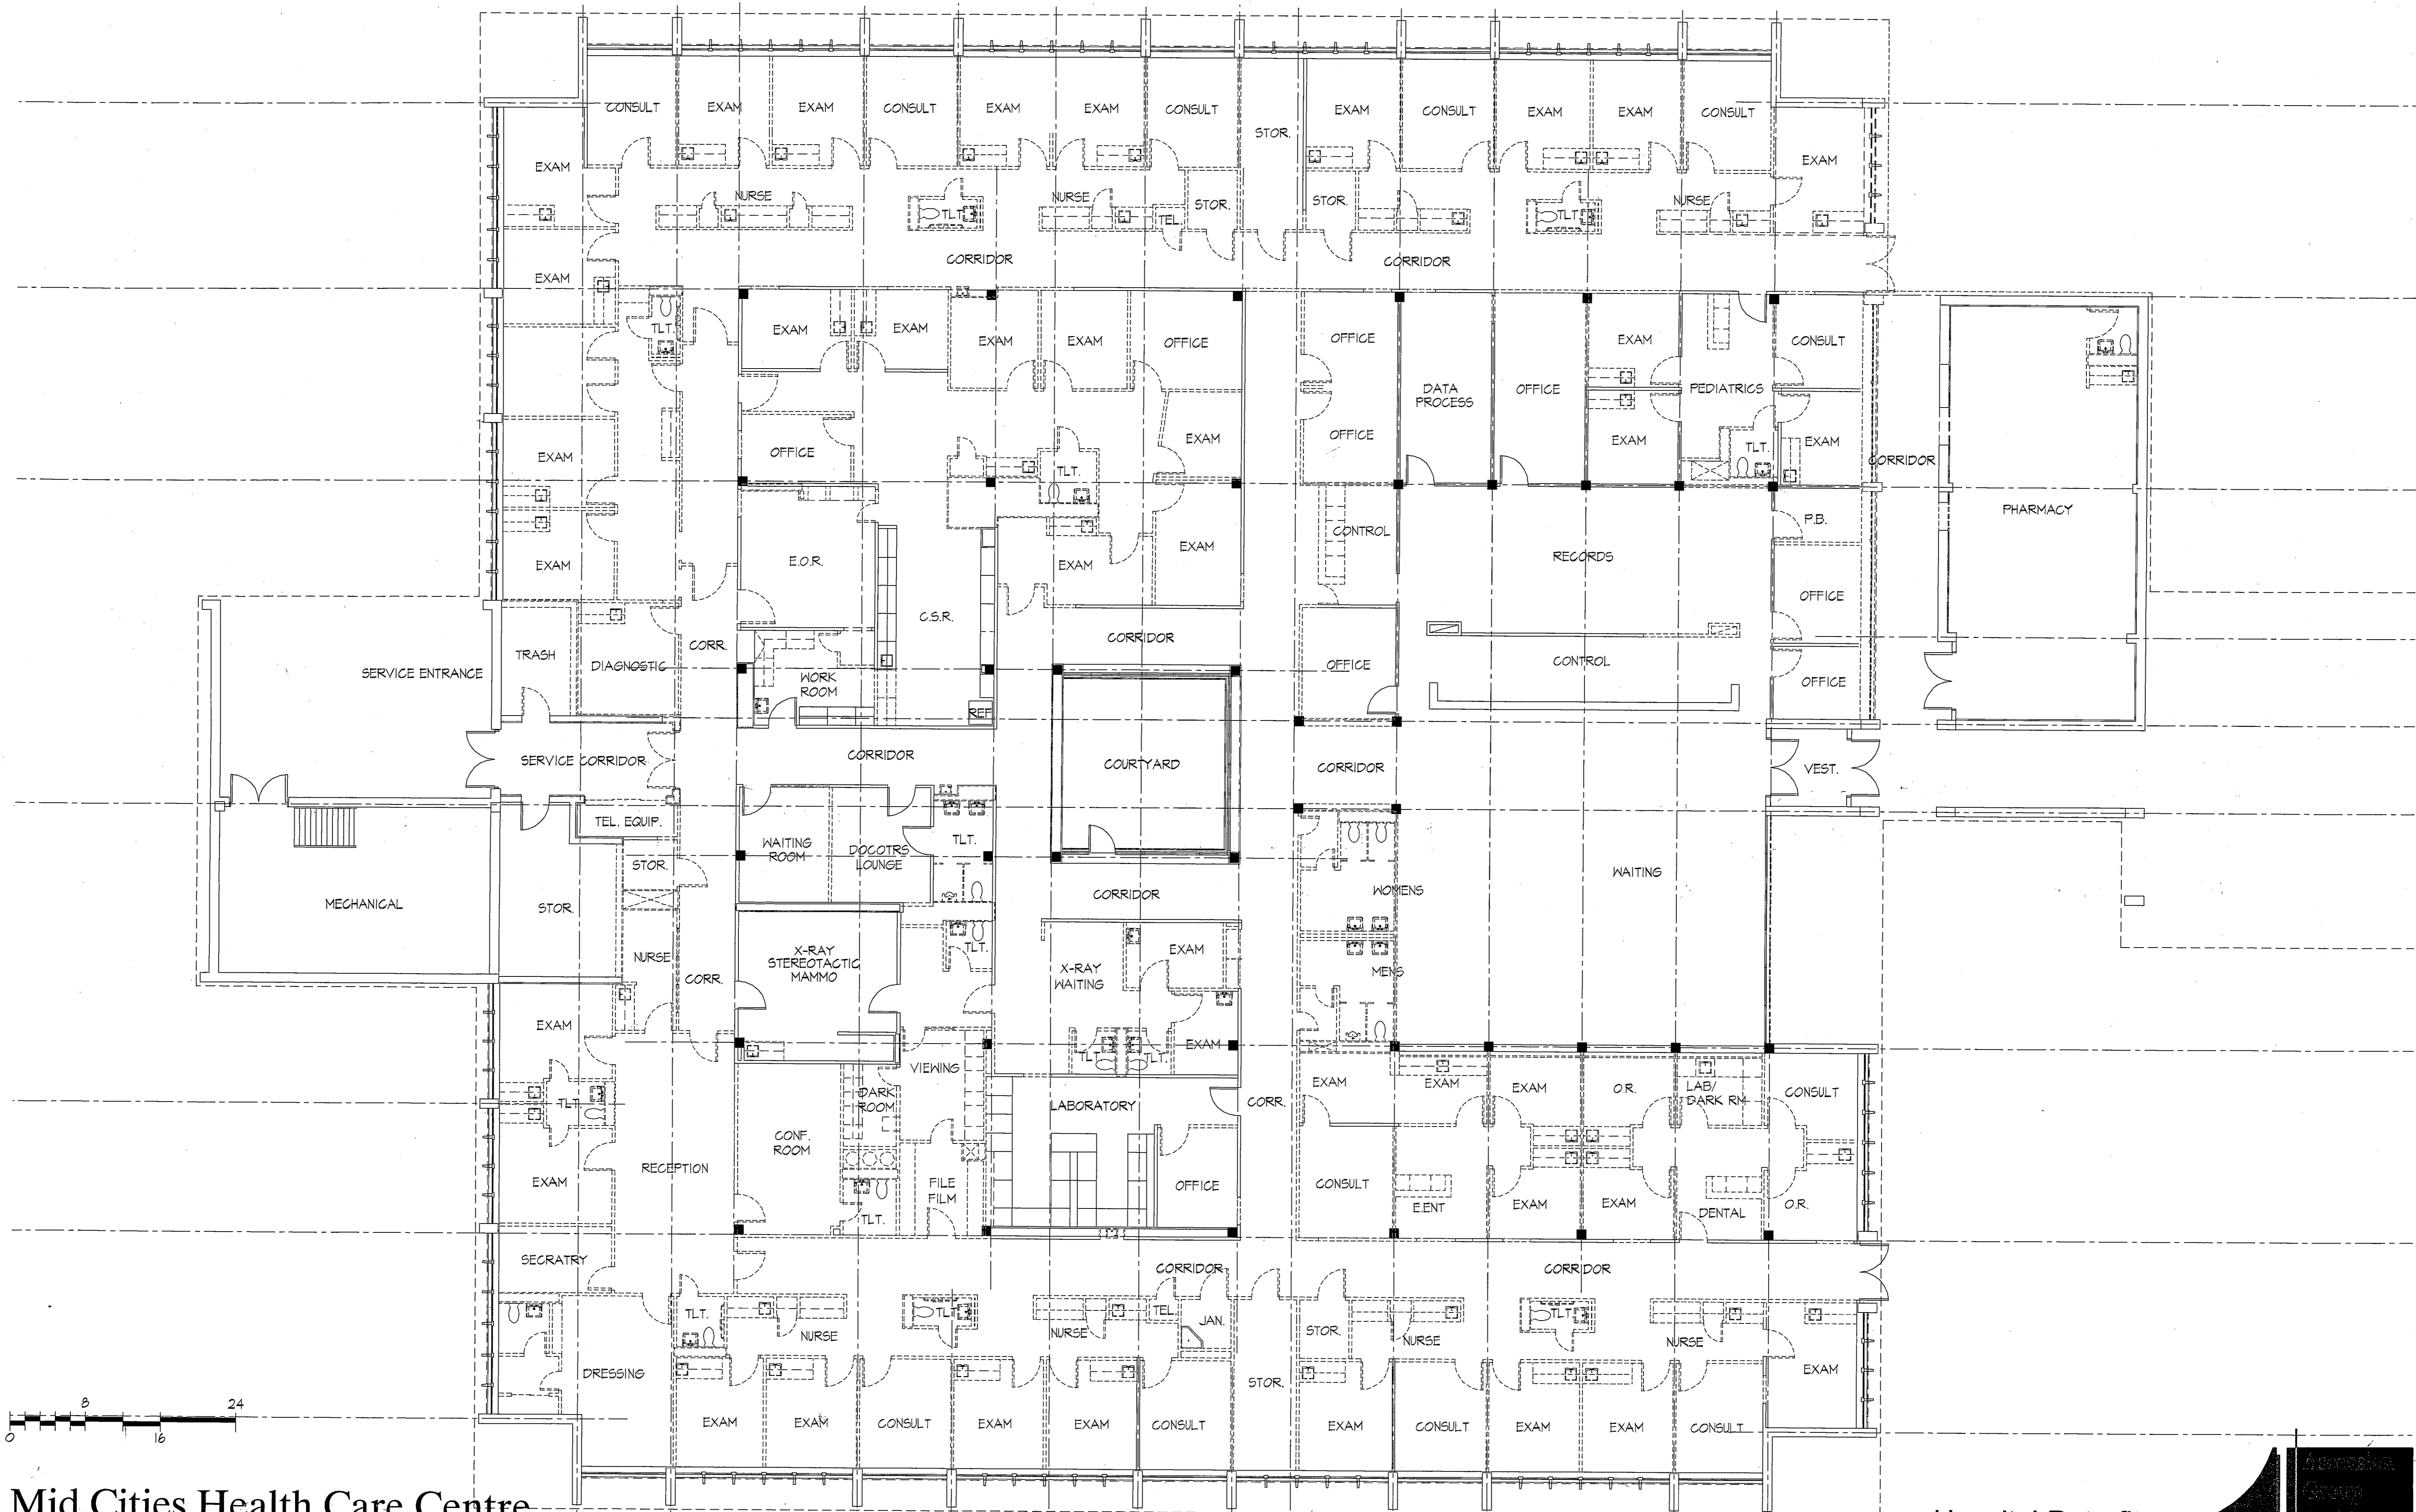 CONSULT EXAM EXAM CONSULT EXAM EXAM CONSULT EXAM CONSULT EXAM EXAM CONSULT
STOR.
EXAM EXAM
NURSE NURSE STOR. STOR. NURSE
TLT. TEL. TLT.
CORRIDOR CORRIDOR
EXAM
TLT. EXAM EXAM EXAM EXAM OFFICE OFFICE EXAM CONSULT
DATA
PROCESS
OFFICE PEDIATRICS
OFFICE EXAM OFFICE EXAM TLT. EXAM
EXAM TLT. CORRIDOR
PHARMACY
CONTROL P.B.
EXAM E.O.R. EXAM EXAM RECORDS
OFFICE
C.S.R.
TRASH DIAGNOSTIC CORR. CORRIDOR
SERVICE ENTRANCE OFFICE CONTROL
WORK
ROOM
OFFICE
REF
SERVICE CORRIDOR CORRIDOR COURTYARD CORRIDOR VEST.
TEL. EQUIP.
WAITING
ROOM
DOCOTRS
LOUNGE
TLT.
STOR. WAITING
MECHANICAL STOR. CORRIDOR WOMENS
NURSE CORR.
X-RAY
STEREOTACTIC
MAMMO
TLT.
X-RAY
WAITING
EXAM
MENS
EXAM TLT. TLT. EXAM
VIEWING
DARK
ROOM
LABORATORY CORR. EXAM EXAM EXAM O.R.
LAB/
DARK RM
CONSULT
TLT.
CONF.
ROOM
RECEPTION
EXAM
FILE
FILM
TLT.
OFFICE CONSULT E.ENT EXAM EXAM DENTAL O.R.
SECRATRY CORRIDOR CORRIDOR
TLT. NURSE TLT. NURSE TEL. JAN. STOR. NURSE TLT. NURSE
DRESSING STOR. EXAM
EXAM EXAM CONSULT EXAM EXAM CONSULT EXAM CONSULT EXAM EXAM CONSULT
8 24
0 16
Mid Cities Health Care Centre